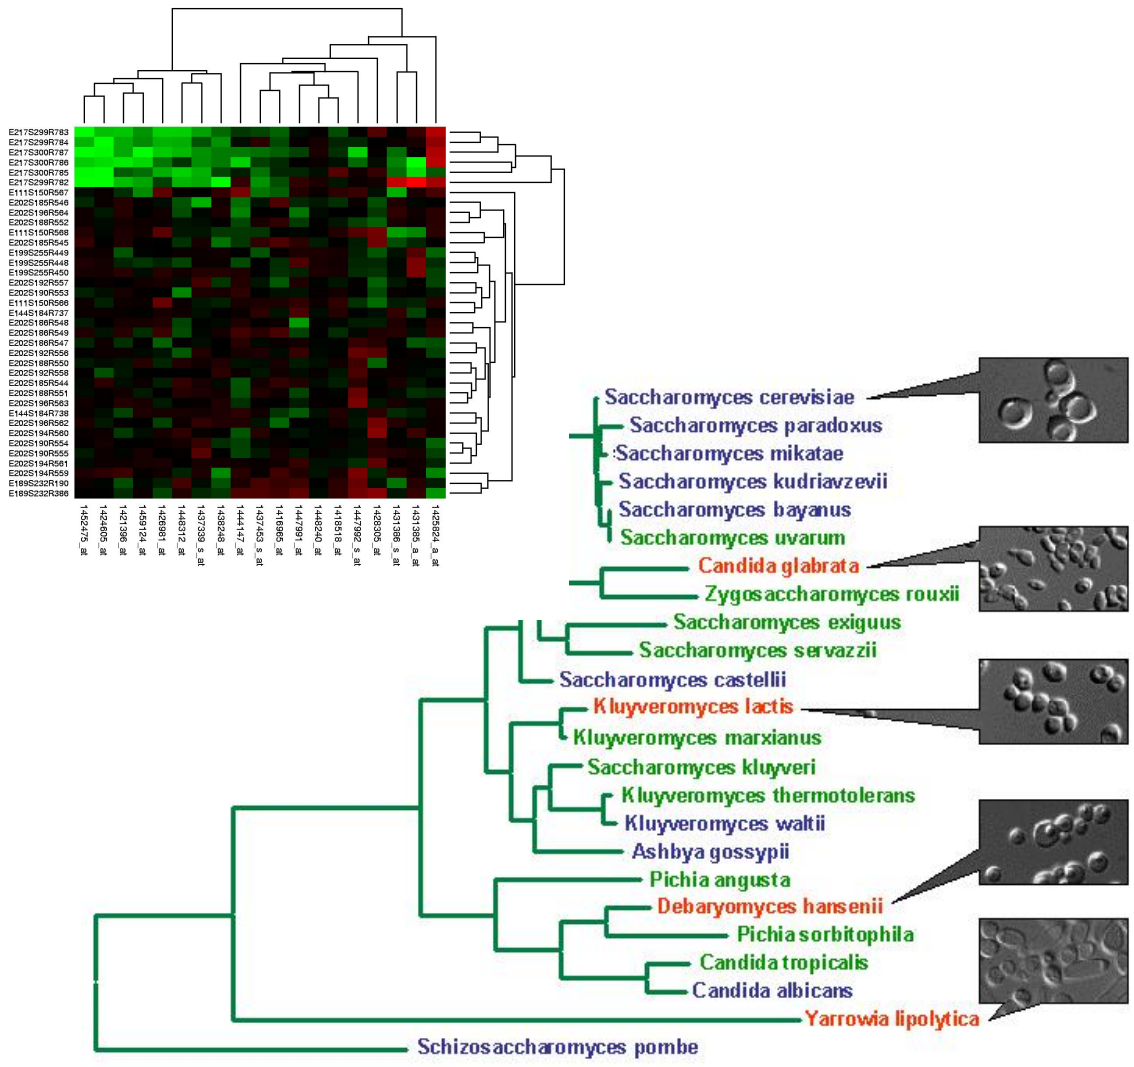 E217S299R783
E217S299R784
E217S300R787
E217S300R786
E217S300R785
E217S299R782
E111S150R567
E202S185R546
E202S196R564
E202S188R552
E111S150R568
E202S185R545
E199S255R449
E199S255R448
E199S255R450
E202S192R557
E202S190R553
E111S150R566
E144S184R737
E202S186R548
E202S186R549
E202S186R547
E202S192R556
E202S188R550
E202S192R558
E202S185R544
E202S188R551
E202S196R563
E144S184R738
E202S196R562
E202S194R560
E202S190R554
E202S190R555
E202S194R561
E202S194R559
E189S232R190
E189S232R386
1452475_at
1424605_at
1421396_at
1459124_at
1426981_at
1448312_at
1437339_s_at
1438248_at
1444147_at
1437453_s_at
1416965_at
1447991_at
1448240_at
1418518_at
1447992_s_at
1428305_at
1431386_s_at
1431385_a_at
1425824_a_at
Saccharomyces cerevisiae
Saccharomyces paradoxus
Saccharomyces mikatae
Saccharomyces kudriavzevii
Saccharomyces bayanus
Saccharomyces uvarum
Candida glabrata
Zygosaccharomyces rouxii
Saccharomyces exiguus
Saccharomyces servazzii
Saccharomyces castellii
Kluyveromyces lactis
Kluyveromyces marxianus
Saccharomyces kluyveri
Kluyveromyces thermotolerans
Kluyveromyces waltii
Ashbya gossypii
Pichia angusta
Debaryomyces hansenii
Pichia sorbitophila
Candida tropicalis
Candida albicans
Yarrowia lipolytica
Schizosaccharomyces pombe